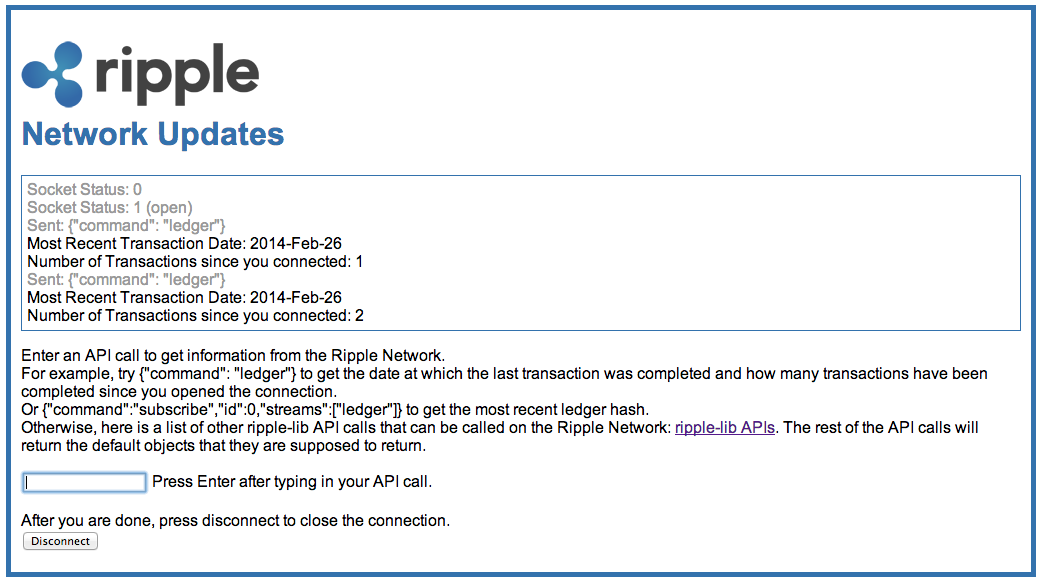 ripple
Network Updates
Socket Status: 0
Socket Status: 1 (open)
Sent: {"command": "ledger"}
Most Recent Transaction Date: 2014-Feb-26
Number of Transactions since you connected: 1
Sent: {"command": "ledger"}
Most Recent Transaction Date: 2014-Feb-26
Number of Transactions since you connected: 2
Enter an API call to get information from the Ripple Network.
For example, try {"command": "ledger"} to get the date at which the last transaction was completed and how many transactions have been
completed since you opened the connection.
Or {"command":"subscribe","id":0,"streams":["ledger"]} to get the most recent ledger hash.
Otherwise, here is a list of other ripple-lib API calls that can be called on the Ripple Network: ripple-lib APIs. The rest of the API calls will
return the default objects that they are supposed to return.
Press Enter after typing in your API call.
After you are done, press disconnect to close the connection.
Disconnect